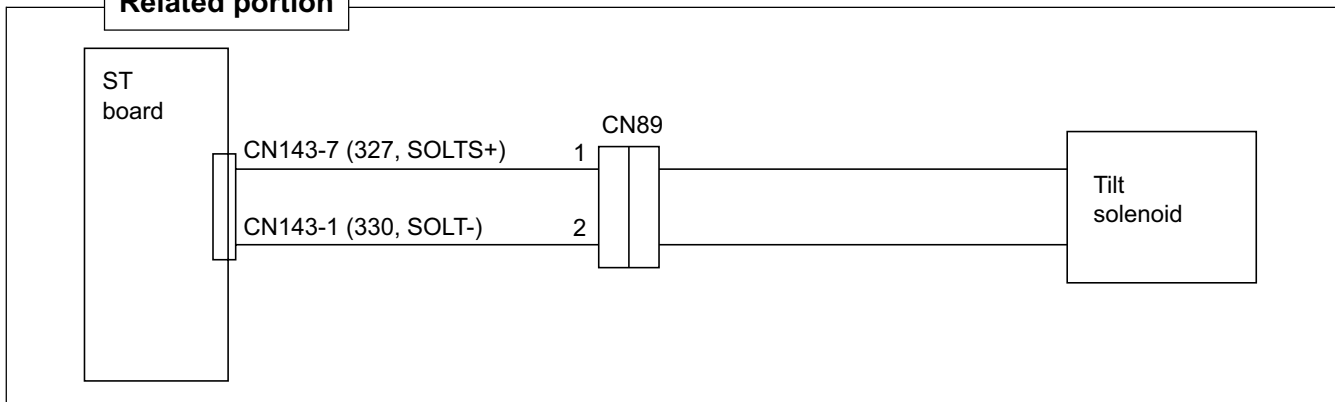 Related portion
ST
board
CN89
CN143-7 (327, SOLTS+) 1
CN143-1 (330, SOLT-) 2
Tilt
solenoid